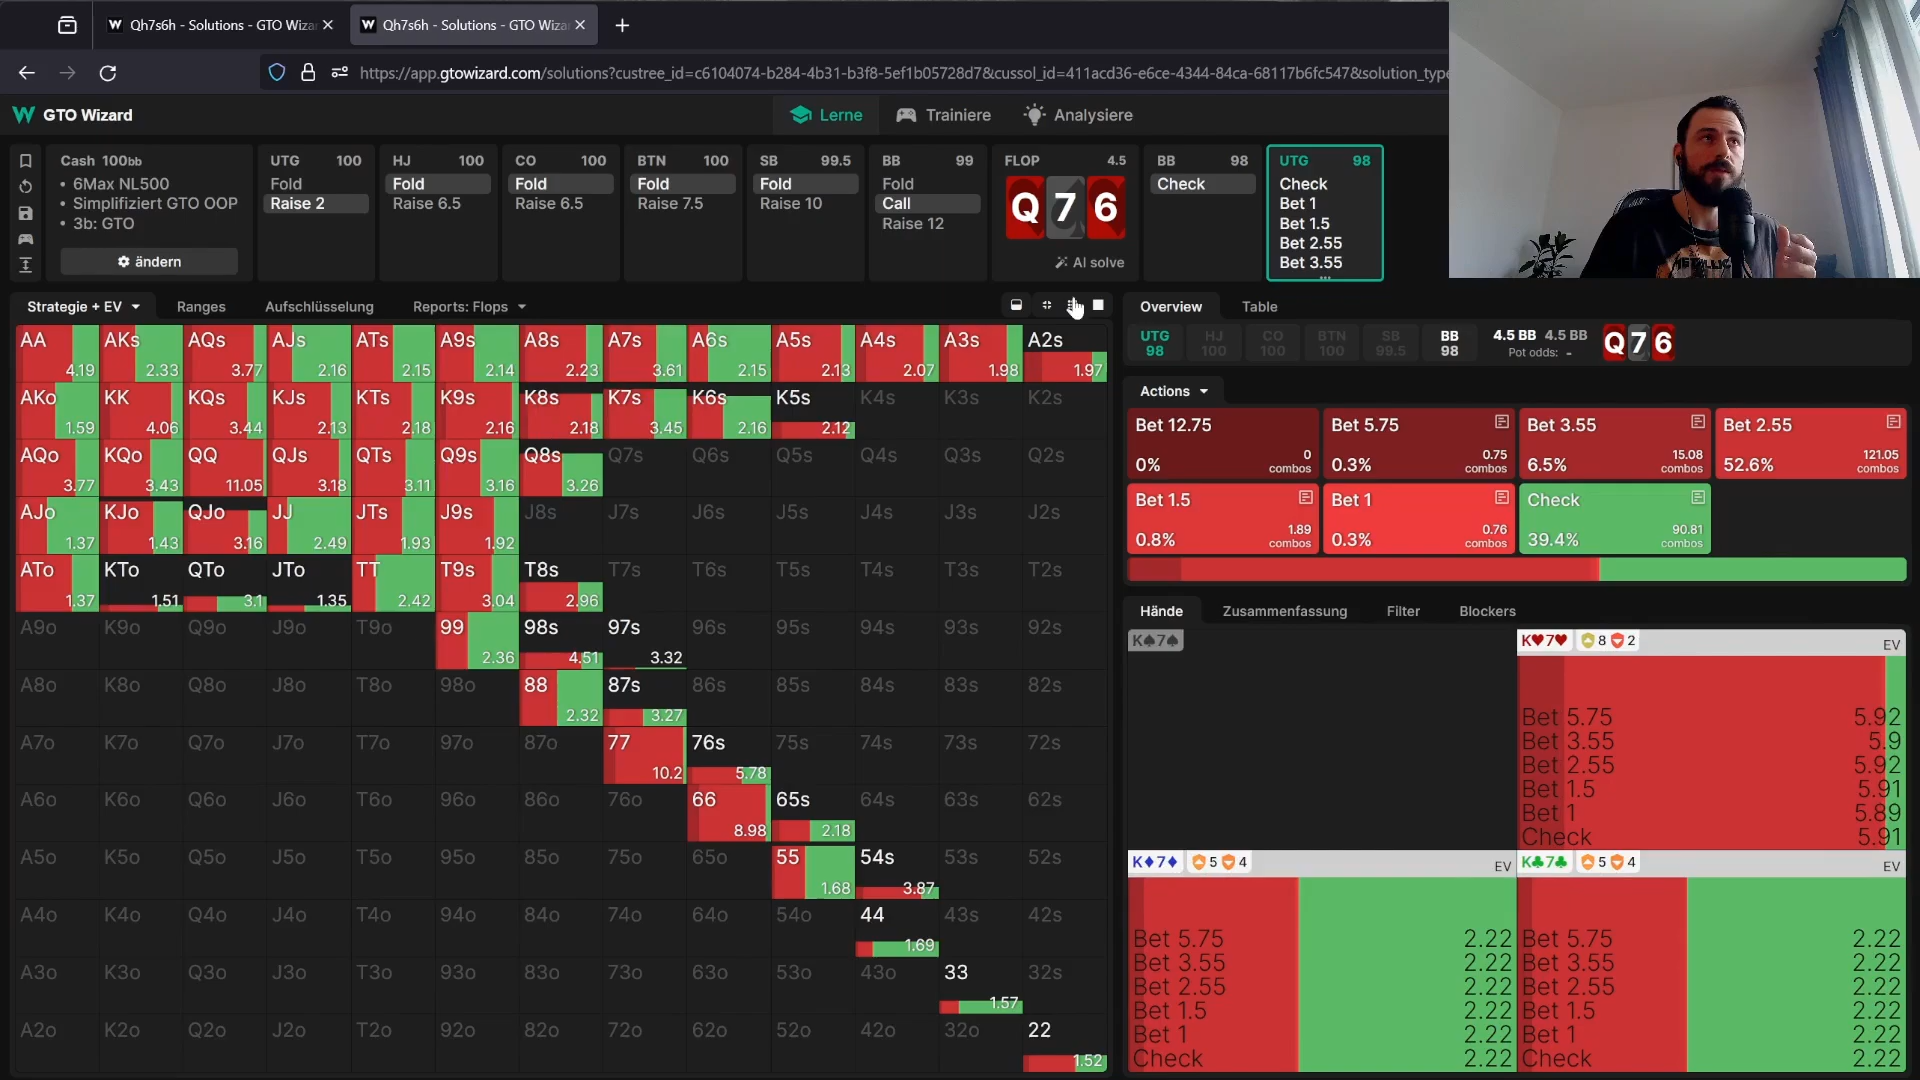 Qh7s6h - Solutions - GTO Wiza
Qh7s6h - Solutions - GTO Wiza
https://app.gtowizard.com/solutions?custree_id=c6104074-b284-4b31-b3f8-5ef1b05728d7&cussol_id=411acd36-e6ce-4344-84ca-68117b6fc547&solution_type
GTO Wizard
Lerne
Trainiere
Analysiere
Cash 100bb
• 6Max NL500
• Simplifiziert GTO OOP
• 3b: GTO
ändern
UTG 100
Fold
Raise 2
HJ 100
Fold
Raise 6.5
CO 100
Fold
Raise 6.5
BTN 100
Fold
Raise 7.5
SB 99.5
Fold
Raise 10
BB 99
Fold
Call
Raise 12
FLOP 4.5
Q 7 6
AI solve
BB 98
Check
UTG 98
Check
Bet 1
Bet 1.5
Bet 2.55
Bet 3.55
...
Strategie + EV
Ranges
Aufschlüsselung
Reports: Flops
AA 4.19 AKs 2.33 AQs 3.77 AJs 2.16 ATs 2.15 A9s 2.14 A8s 2.23 A7s 3.61 A6s 2.15 A5s 2.13 A4s 2.07 A3s 1.98 A2s 1.97
AKo 1.59 KK 4.06 KQs 3.44 KJs 2.13 KTs 2.18 K9s 2.16 K8s 2.18 K7s 3.45 K6s 2.16 K5s 2.12 K4s K3s K2s
AQo 3.77 KQo 3.43 QQ 11.05 QJs 3.18 QTs 3.11 Q9s 3.16 Q8s 3.26 Q7s Q6s Q5s Q4s Q3s Q2s
AJo 1.37 KJo 1.43 QJo 3.16 JJ 2.49 JTs 1.93 J9s 1.92 J8s J7s J6s J5s J4s J3s J2s
ATo 1.37 KTo 1.51 QTo 3.1 JTo 1.35 TT 2.42 T9s 3.04 T8s 2.96 T7s T6s T5s T4s T3s T2s
A9o K9o Q9o J9o T9o 99 2.36 98s 4.51 97s 3.32 96s 95s 94s 93s 92s
A8o K8o Q8o J8o T8o 98o 88 2.32 87s 3.27 86s 85s 84s 83s 82s
A7o K7o Q7o J7o T7o 97o 87o 77 10.2 76s 5.78 75s 74s 73s 72s
A6o K6o Q6o J6o T6o 96o 86o 76o 66 8.98 65s 2.18 64s 63s 62s
A5o K5o Q5o J5o T5o 95o 85o 75o 65o 55 1.68 54s 3.87 53s 52s
A4o K4o Q4o J4o T4o 94o 84o 74o 64o 54o 44 1.69 43s 42s
A3o K3o Q3o J3o T3o 93o 83o 73o 63o 53o 43o 33 1.57 32s
A2o K2o Q2o J2o T2o 92o 82o 72o 62o 52o 42o 32o 22 1.52
Overview
Table
UTG 98
HJ 100
CO 100
BTN 100
SB 99.5
BB 98
4.5 BB 4.5 BB
Pot odds: -
Q 7 6
Actions
Bet 12.75
0% 0 combos
Bet 5.75
0.3% 0.75 combos
Bet 3.55
6.5% 15.08 combos
Bet 2.55
52.6% 121.05 combos
Bet 1.5
0.8% 1.89 combos
Bet 1
0.3% 0.76 combos
Check
39.4% 90.81 combos
Hände
Zusammenfassung
Filter
Blockers
K♠7♠
K♥7♥ 8 2 EV
Bet 5.75 5.92
Bet 3.55 5.9
Bet 2.55 5.92
Bet 1.5 5.91
Bet 1 5.89
Check 5.91
K♦7♦ 5 4 EV
Bet 5.75 2.22
Bet 3.55 2.22
Bet 2.55 2.22
Bet 1.5 2.22
Bet 1 2.22
Check 2.22
K♣7♣ 5 4 EV
Bet 5.75 2.22
Bet 3.55 2.22
Bet 2.55 2.22
Bet 1.5 2.22
Bet 1 2.22
Check 2.22